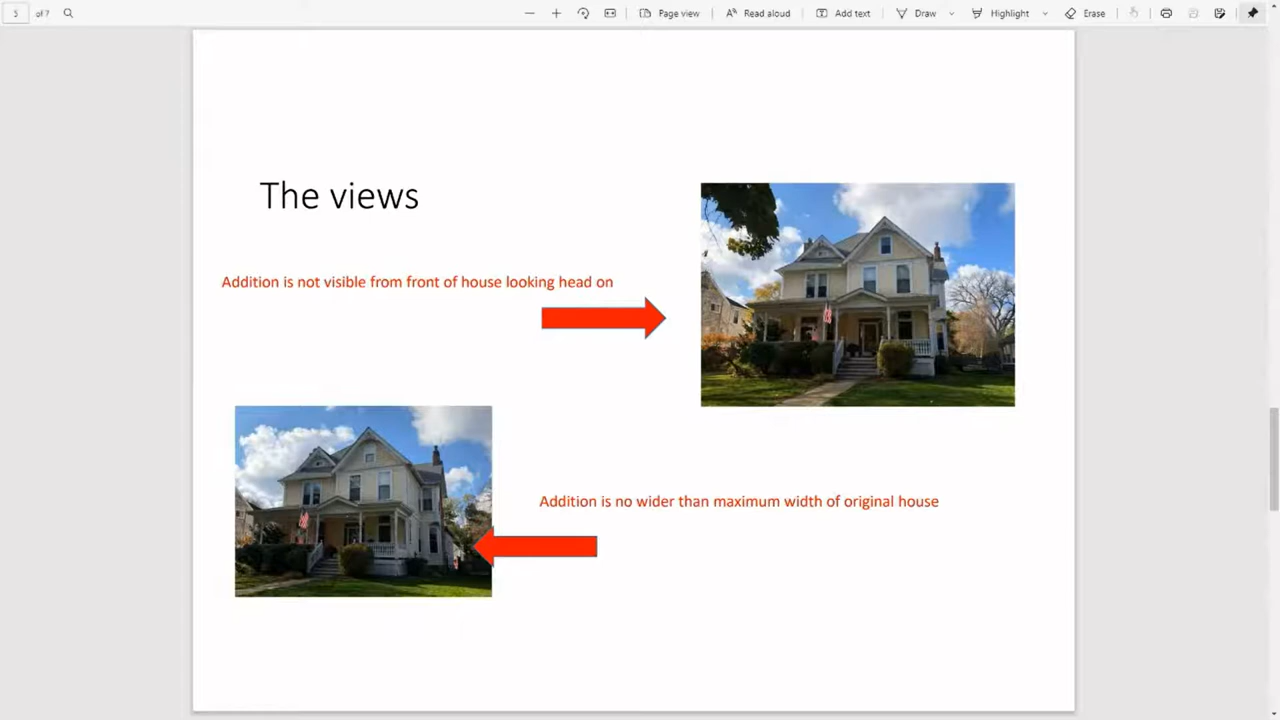 5 of 7
Page view
Read aloud
Add text
Draw
Highlight
Erase
The views
Addition is not visible from front of house looking head on
Addition is no wider than maximum width of original house